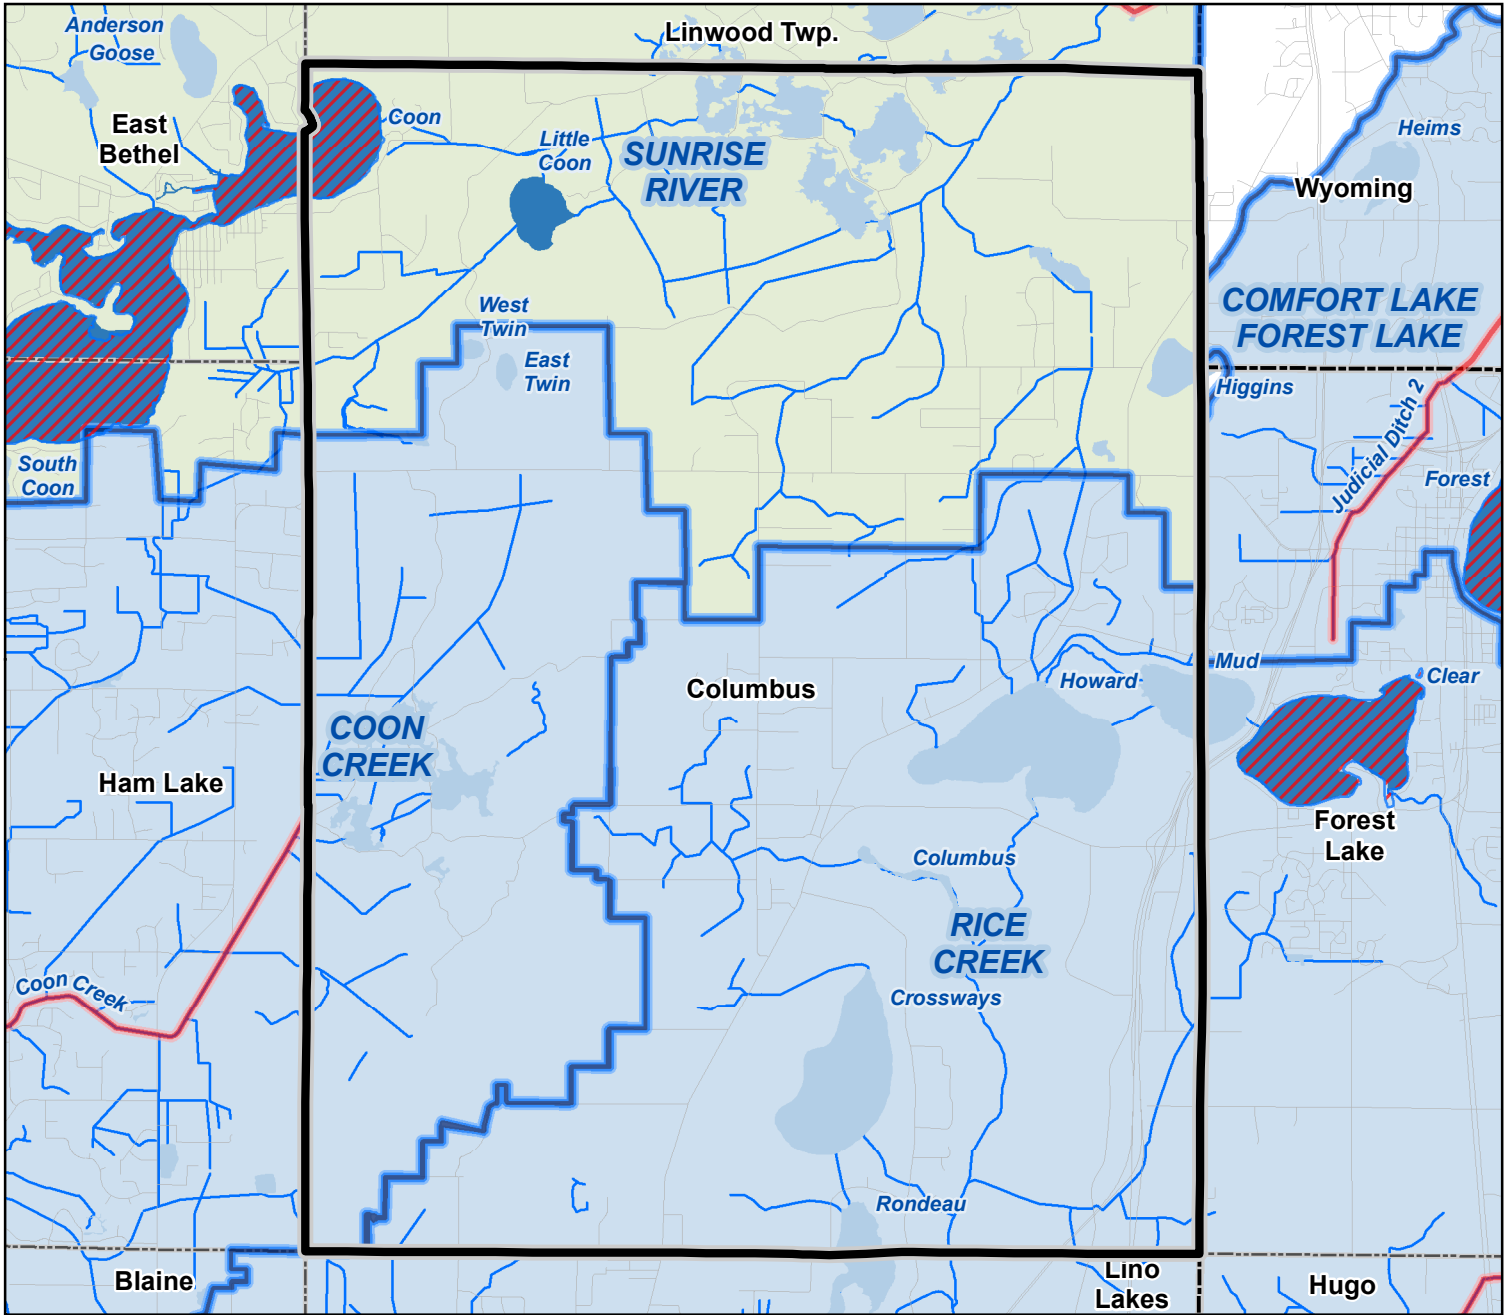 Anderson
Goose
Linwood Twp.
East
Bethel
Coon
Little
Coon
SUNRISE
RIVER
Heims
Wyoming
COMFORT LAKE
FOREST LAKE
West
Twin
East
Twin
Higgins
Judicial Ditch 2
Forest
South
Coon
Mud
Clear
Howard
Columbus
COON
CREEK
Ham Lake
Forest
Lake
Columbus
RICE
CREEK
Coon Creek
Crossways
Rondeau
Blaine
Lino
Lakes
Hugo